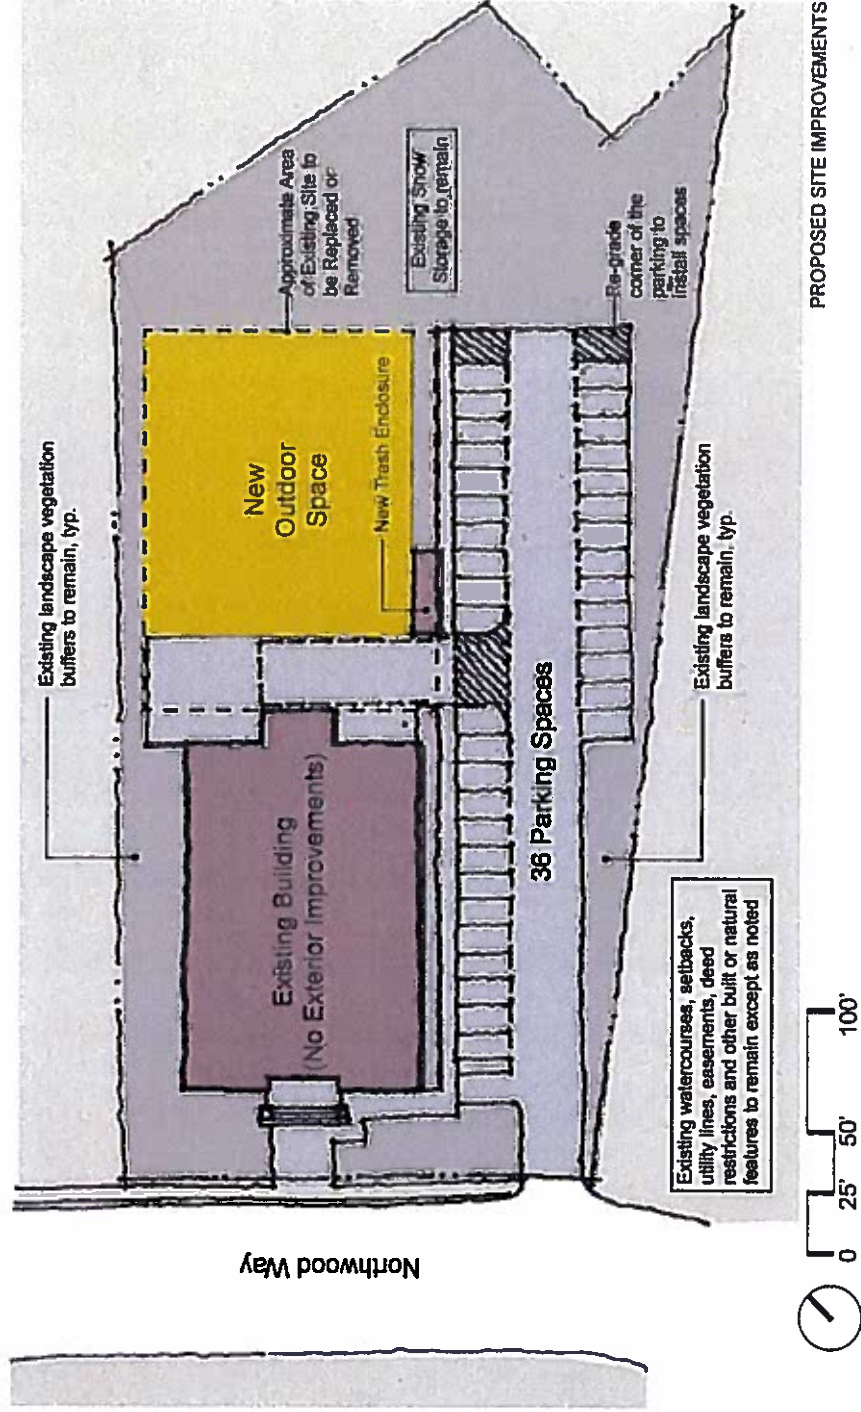 Existing landscape vegetation
buffers to remain, typ.
Approximate Area
of Existing Site to
be Replaced or
Removed
New
Outdoor
Space
Existing Snow
Storage to remain
New Trash Enclosure
Existing Building
(No Exterior Improvements)
Re-grade
corner of the
parking to
install spaces
36 Parking Spaces
Northwood Way
Existing landscape vegetation
buffers to remain, typ.
Existing watercourses, setbacks,
utility lines, easements, deed
restrictions and other built or natural
features to remain except as noted
0 25' 50' 100'
PROPOSED SITE IMPROVEMENTS